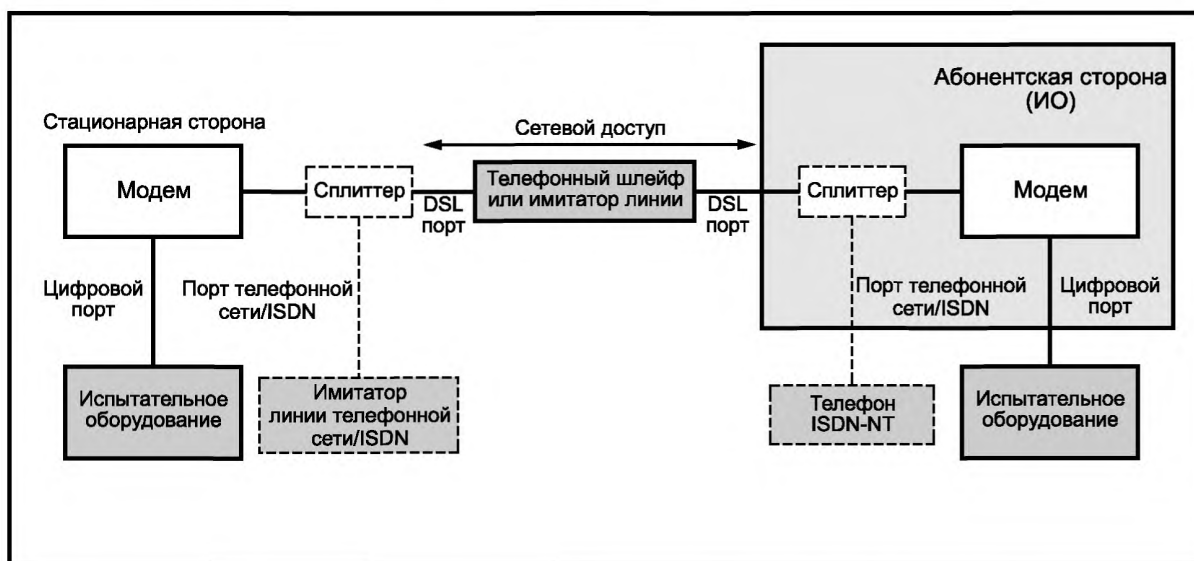 Абонентская сторона
(ИО)
Стационарная сторона
Сетевой доступ
Модем
Сплиттер
DSL
порт
Телефонный шлейф
или имитатор линии
DSL
порт
Сплиттер
Модем
Цифровой
порт
Порт телефонной
сети/ISDN
Порт телефонной
сети/ISDN
Цифровой
порт
Испытательное
оборудование
Имитатор
линии телефонной
сети/ISDN
Телефон
ISDN-NT
Испытательное
оборудование